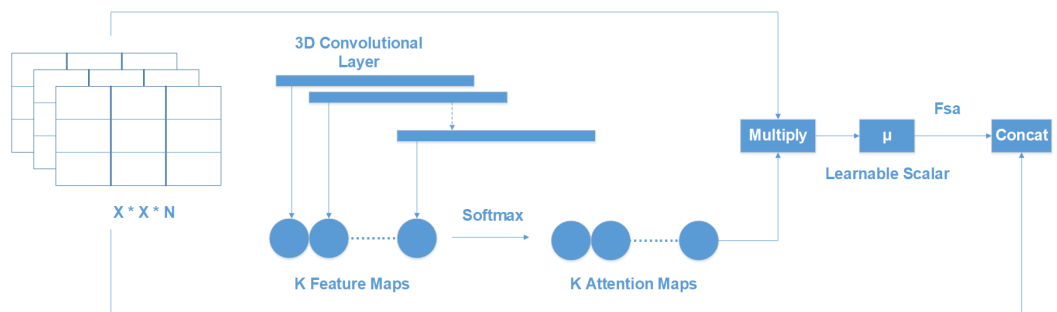 3D Convolutional
Layer
X * X * N
Softmax
K Feature Maps
K Attention Maps
Multiply
μ
Learnable Scalar
Fsa
Concat